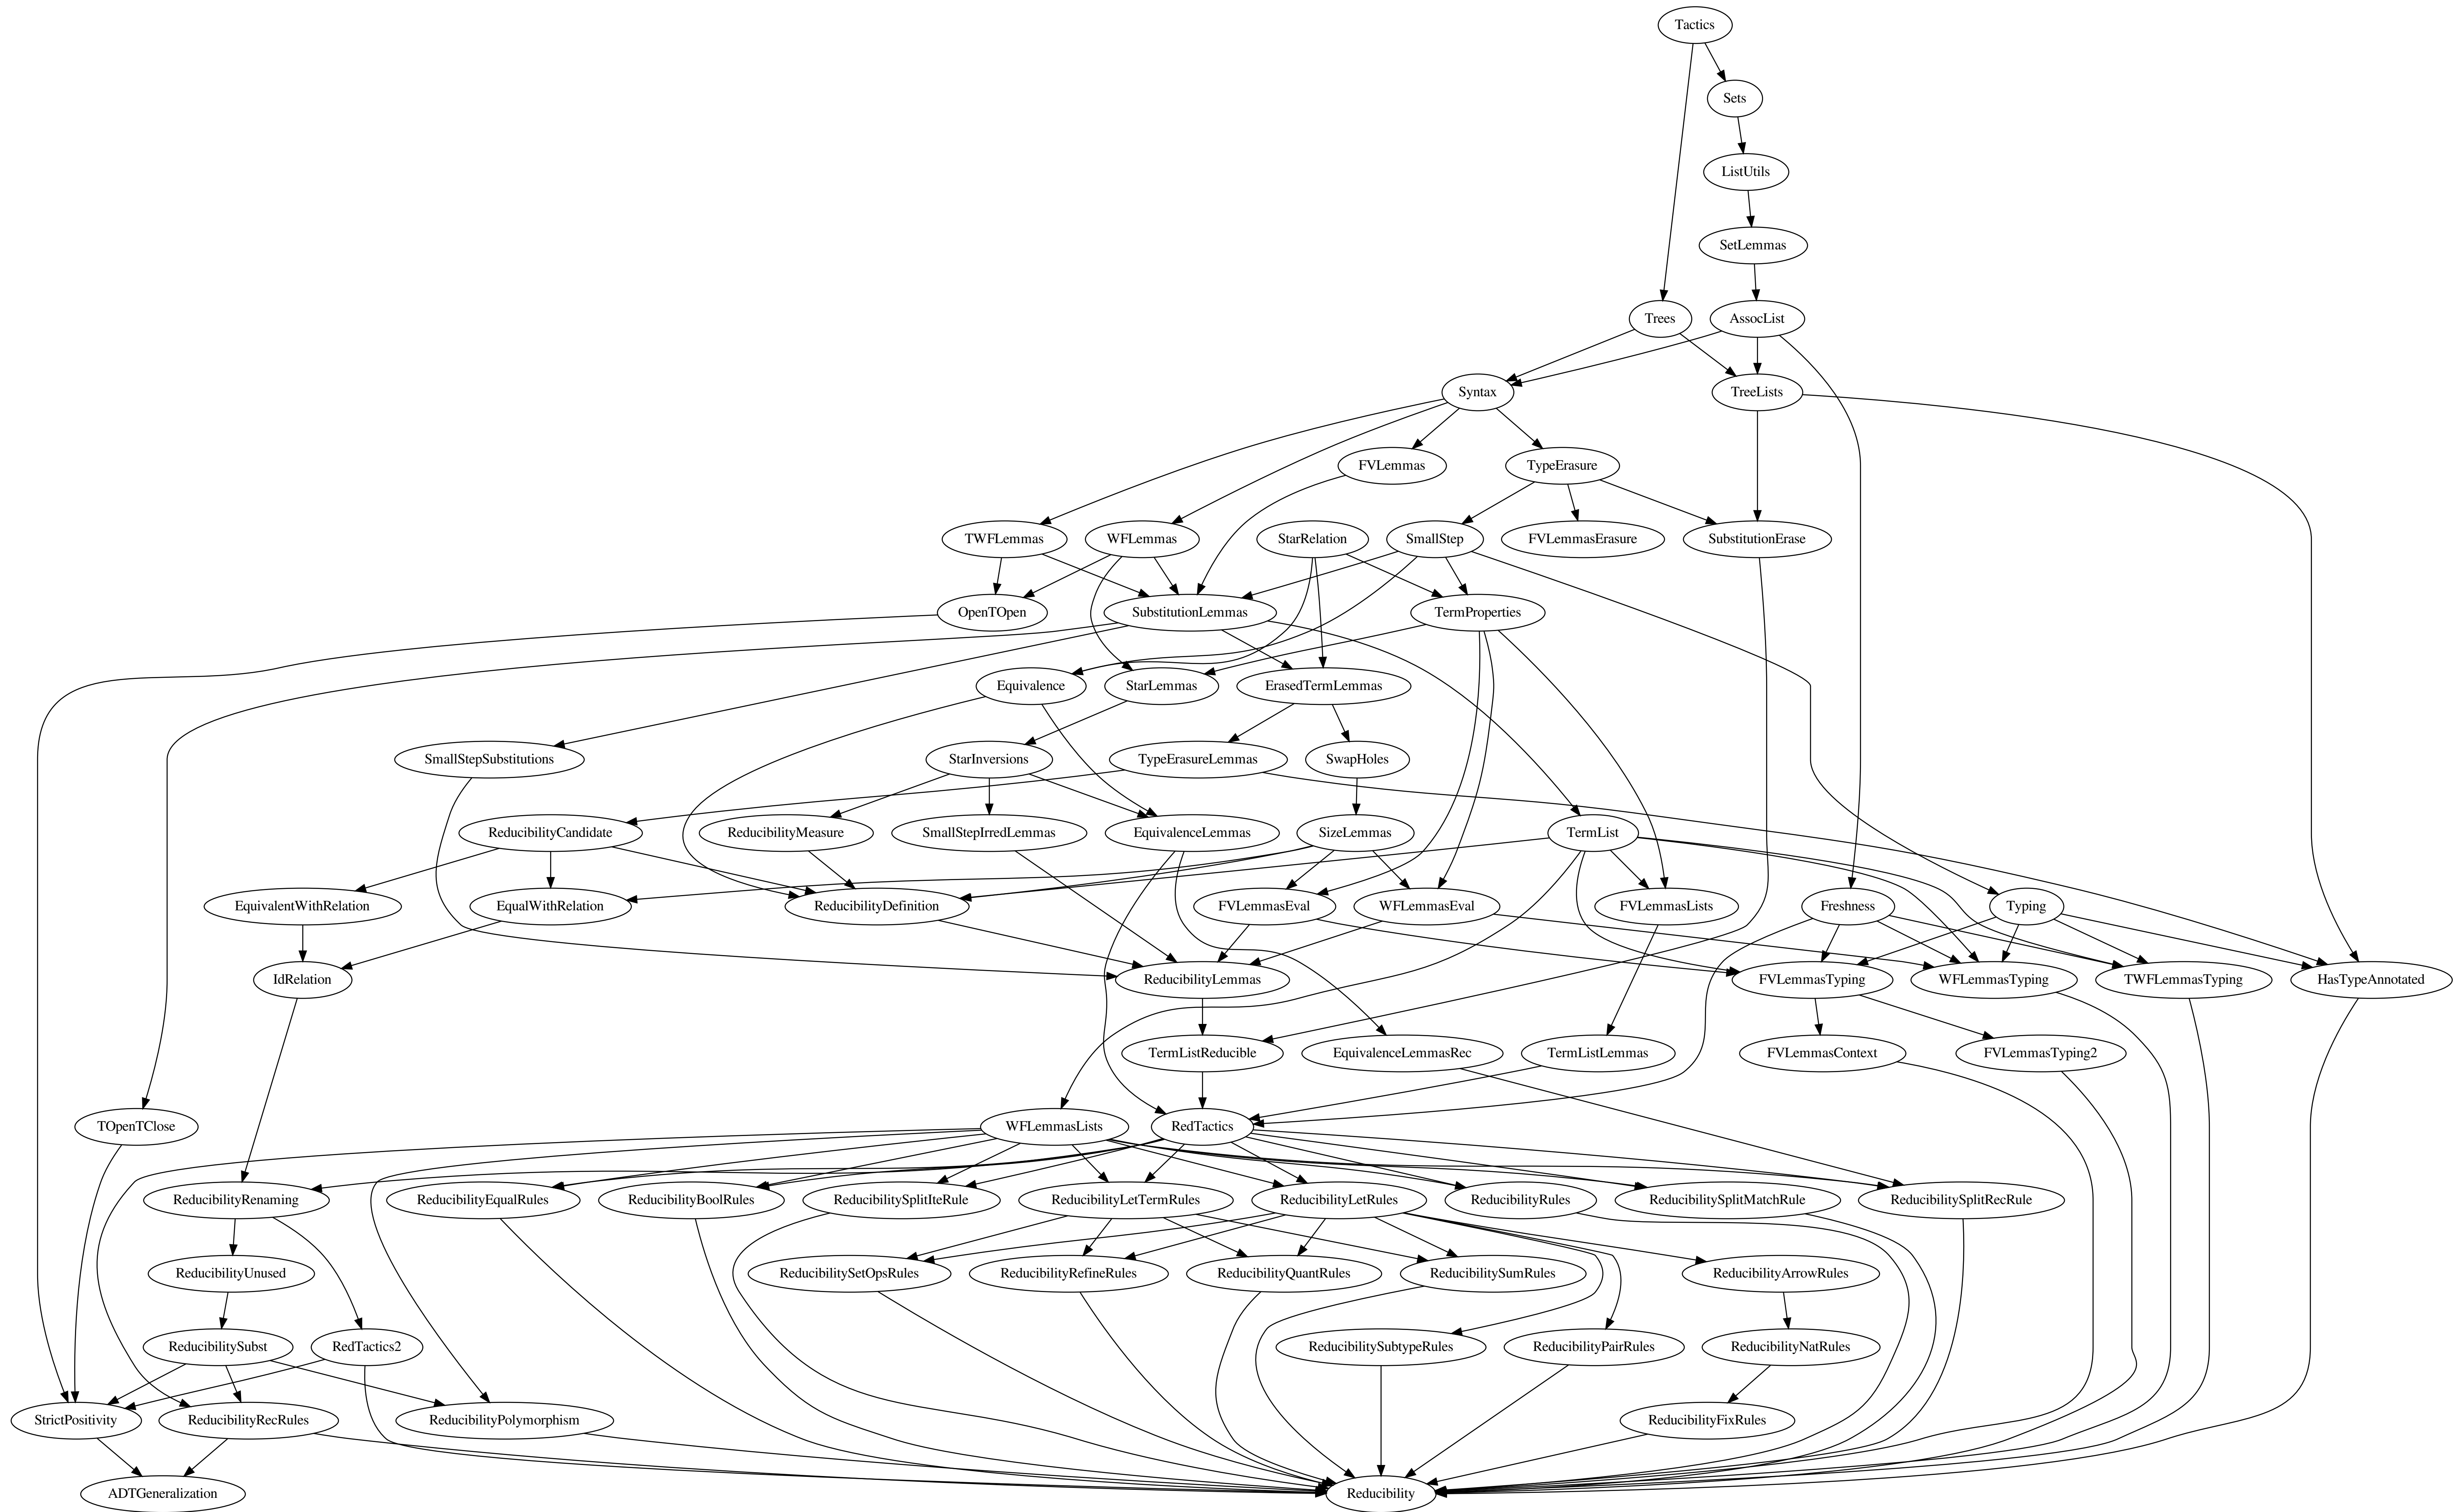 Tactics
Sets
ListUtils
SetLemmas
Trees
AssocList
Syntax
TreeLists
FVLemmas
TypeErasure
TWFLemmas
WFLemmas
StarRelation
SmallStep
FVLemmasErasure
SubstitutionErase
OpenTOpen
SubstitutionLemmas
TermProperties
Equivalence
StarLemmas
ErasedTermLemmas
SmallStepSubstitutions
StarInversions
TypeErasureLemmas
SwapHoles
ReducibilityCandidate
ReducibilityMeasure
SmallStepIrredLemmas
EquivalenceLemmas
SizeLemmas
TermList
EquivalentWithRelation
EqualWithRelation
ReducibilityDefinition
FVLemmasEval
WFLemmasEval
FVLemmasLists
Freshness
Typing
IdRelation
ReducibilityLemmas
FVLemmasTyping
WFLemmasTyping
TWFLemmasTyping
HasTypeAnnotated
TermListReducible
EquivalenceLemmasRec
TermListLemmas
FVLemmasContext
FVLemmasTyping2
TOpenTClose
WFLemmasLists
RedTactics
ReducibilityRenaming
ReducibilityEqualRules
ReducibilityBoolRules
ReducibilitySplitIteRule
ReducibilityLetTermRules
ReducibilityLetRules
ReducibilityRules
ReducibilitySplitMatchRule
ReducibilitySplitRecRule
ReducibilityUnused
ReducibilitySetOpsRules
ReducibilityRefineRules
ReducibilityQuantRules
ReducibilitySumRules
ReducibilityArrowRules
ReducibilitySubst
RedTactics2
ReducibilitySubtypeRules
ReducibilityPairRules
ReducibilityNatRules
StrictPositivity
ReducibilityRecRules
ReducibilityPolymorphism
ReducibilityFixRules
ADTGeneralization
Reducibility